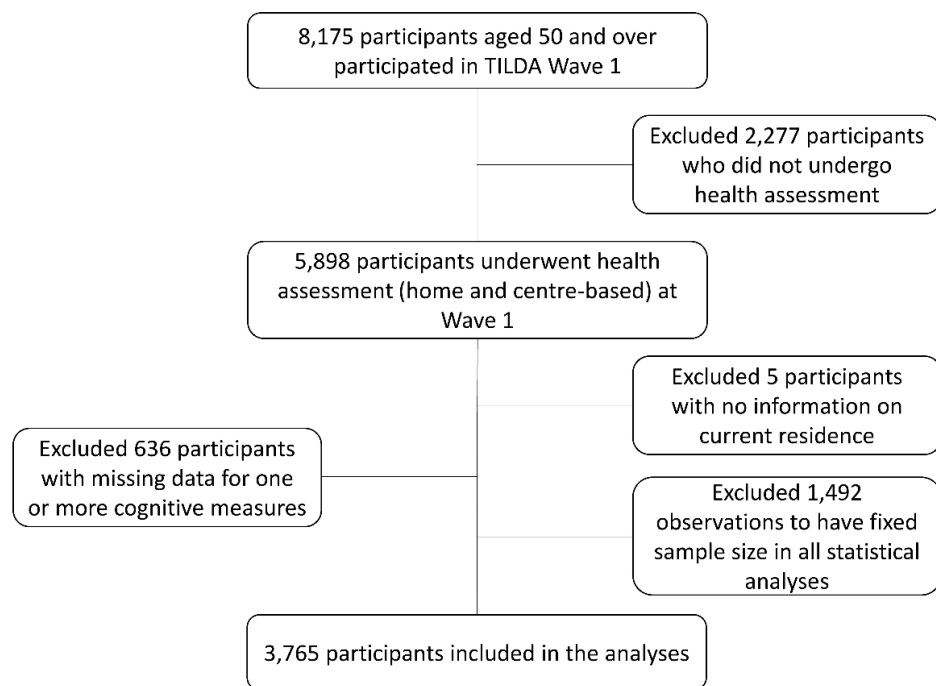 8,175 participants aged 50 and over
participated in TILDA Wave 1
Excluded 2,277 participants
who did not undergo
health assessment
5,898 participants underwent health
assessment (home and centre-based) at
Wave 1
Excluded 5 participants
with no information on
current residence
Excluded 636 participants
with missing data for one
or more cognitive measures
Excluded 1,492
observations to have fixed
sample size in all statistical
analyses
3,765 participants included in the analyses